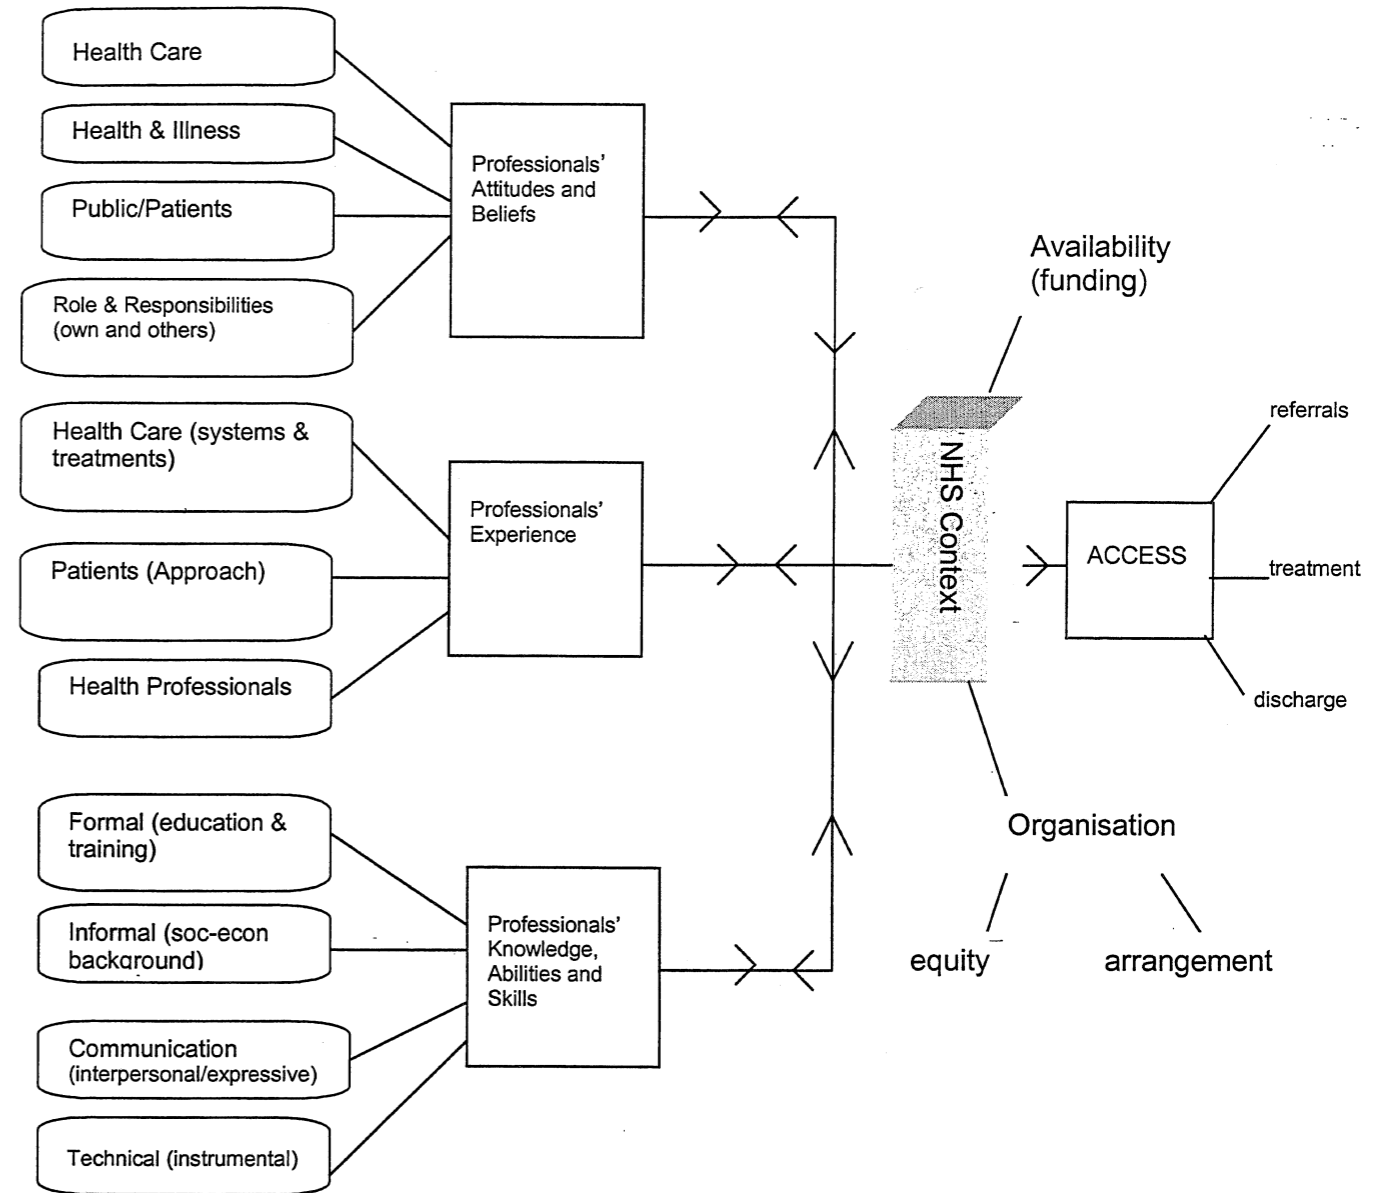 Health Care
Health & Illness
Public/Patients
Role & Responsibilities
(own and others)
Health Care (systems &
treatments)
Patients (Approach)
Health Professionals
Formal (education &
training)
Informal (soc-econ
background)
Communication
(interpersonal/expressive)
Technical (instrumental)
Professionals'
Attitudes and
Beliefs
Professionals'
Experience
Professionals'
Knowledge,
Abilities and
Skills
Availability
(funding)
NHS Context
Organisation
equity
arrangement
ACCESS
referrals
treatment
discharge